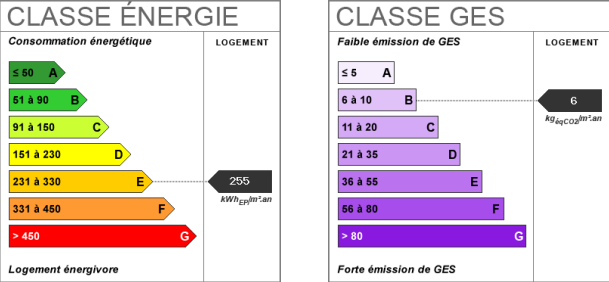 CLASSE ÉNERGIE
Consommation énergétique
LOGEMENT
≤ 50 A
51 à 90 B
91 à 150 C
151 à 230 D
231 à 330 E
255
kWhEP/m².an
331 à 450 F
> 450 G
Logement énergivore
CLASSE GES
Faible émission de GES
LOGEMENT
≤ 5 A
6 à 10 B
6
kgéqCO2/m².an
11 à 20 C
21 à 35 D
36 à 55 E
56 à 80 F
> 80 G
Forte émission de GES